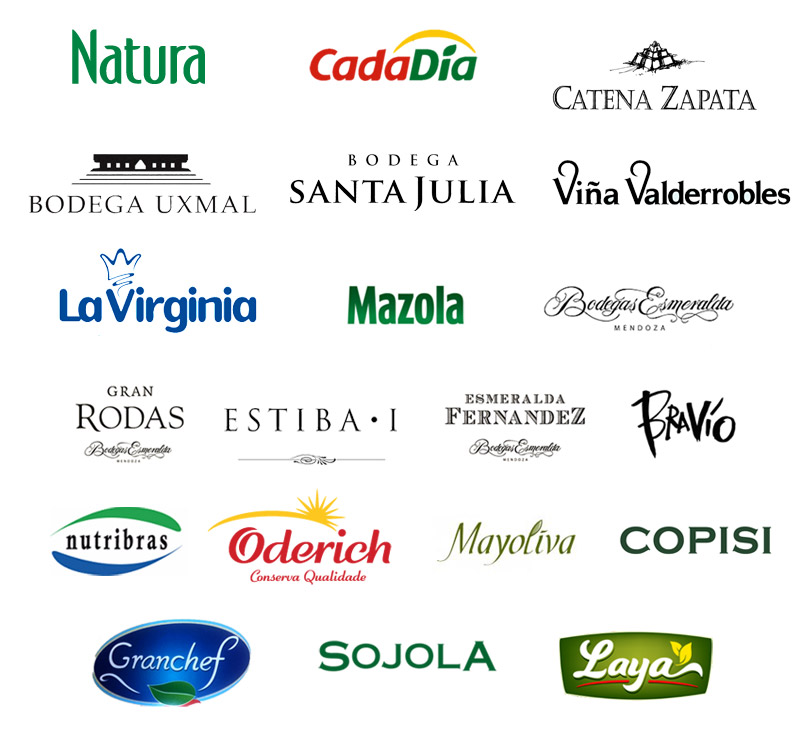 Natura
CadaDía
CATENA ZAPATA
BODEGA UXMAL
BODEGA
SANTA JULIA
Viña Valderrobles
La Virginia
Mazola
Bodegas Esmeralda
MENDOZA
GRAN
RODAS
Bodegas Esmeralda
MENDOZA
ESTIBA • I
ESMERALDA
FERNANDEZ
Bodegas Esmeralda
MENDOZA
BRAVío
nutribras
Oderich
Conserva Qualidade
Mayoliva
COPISI
Granchef
SOJOLA
Laya